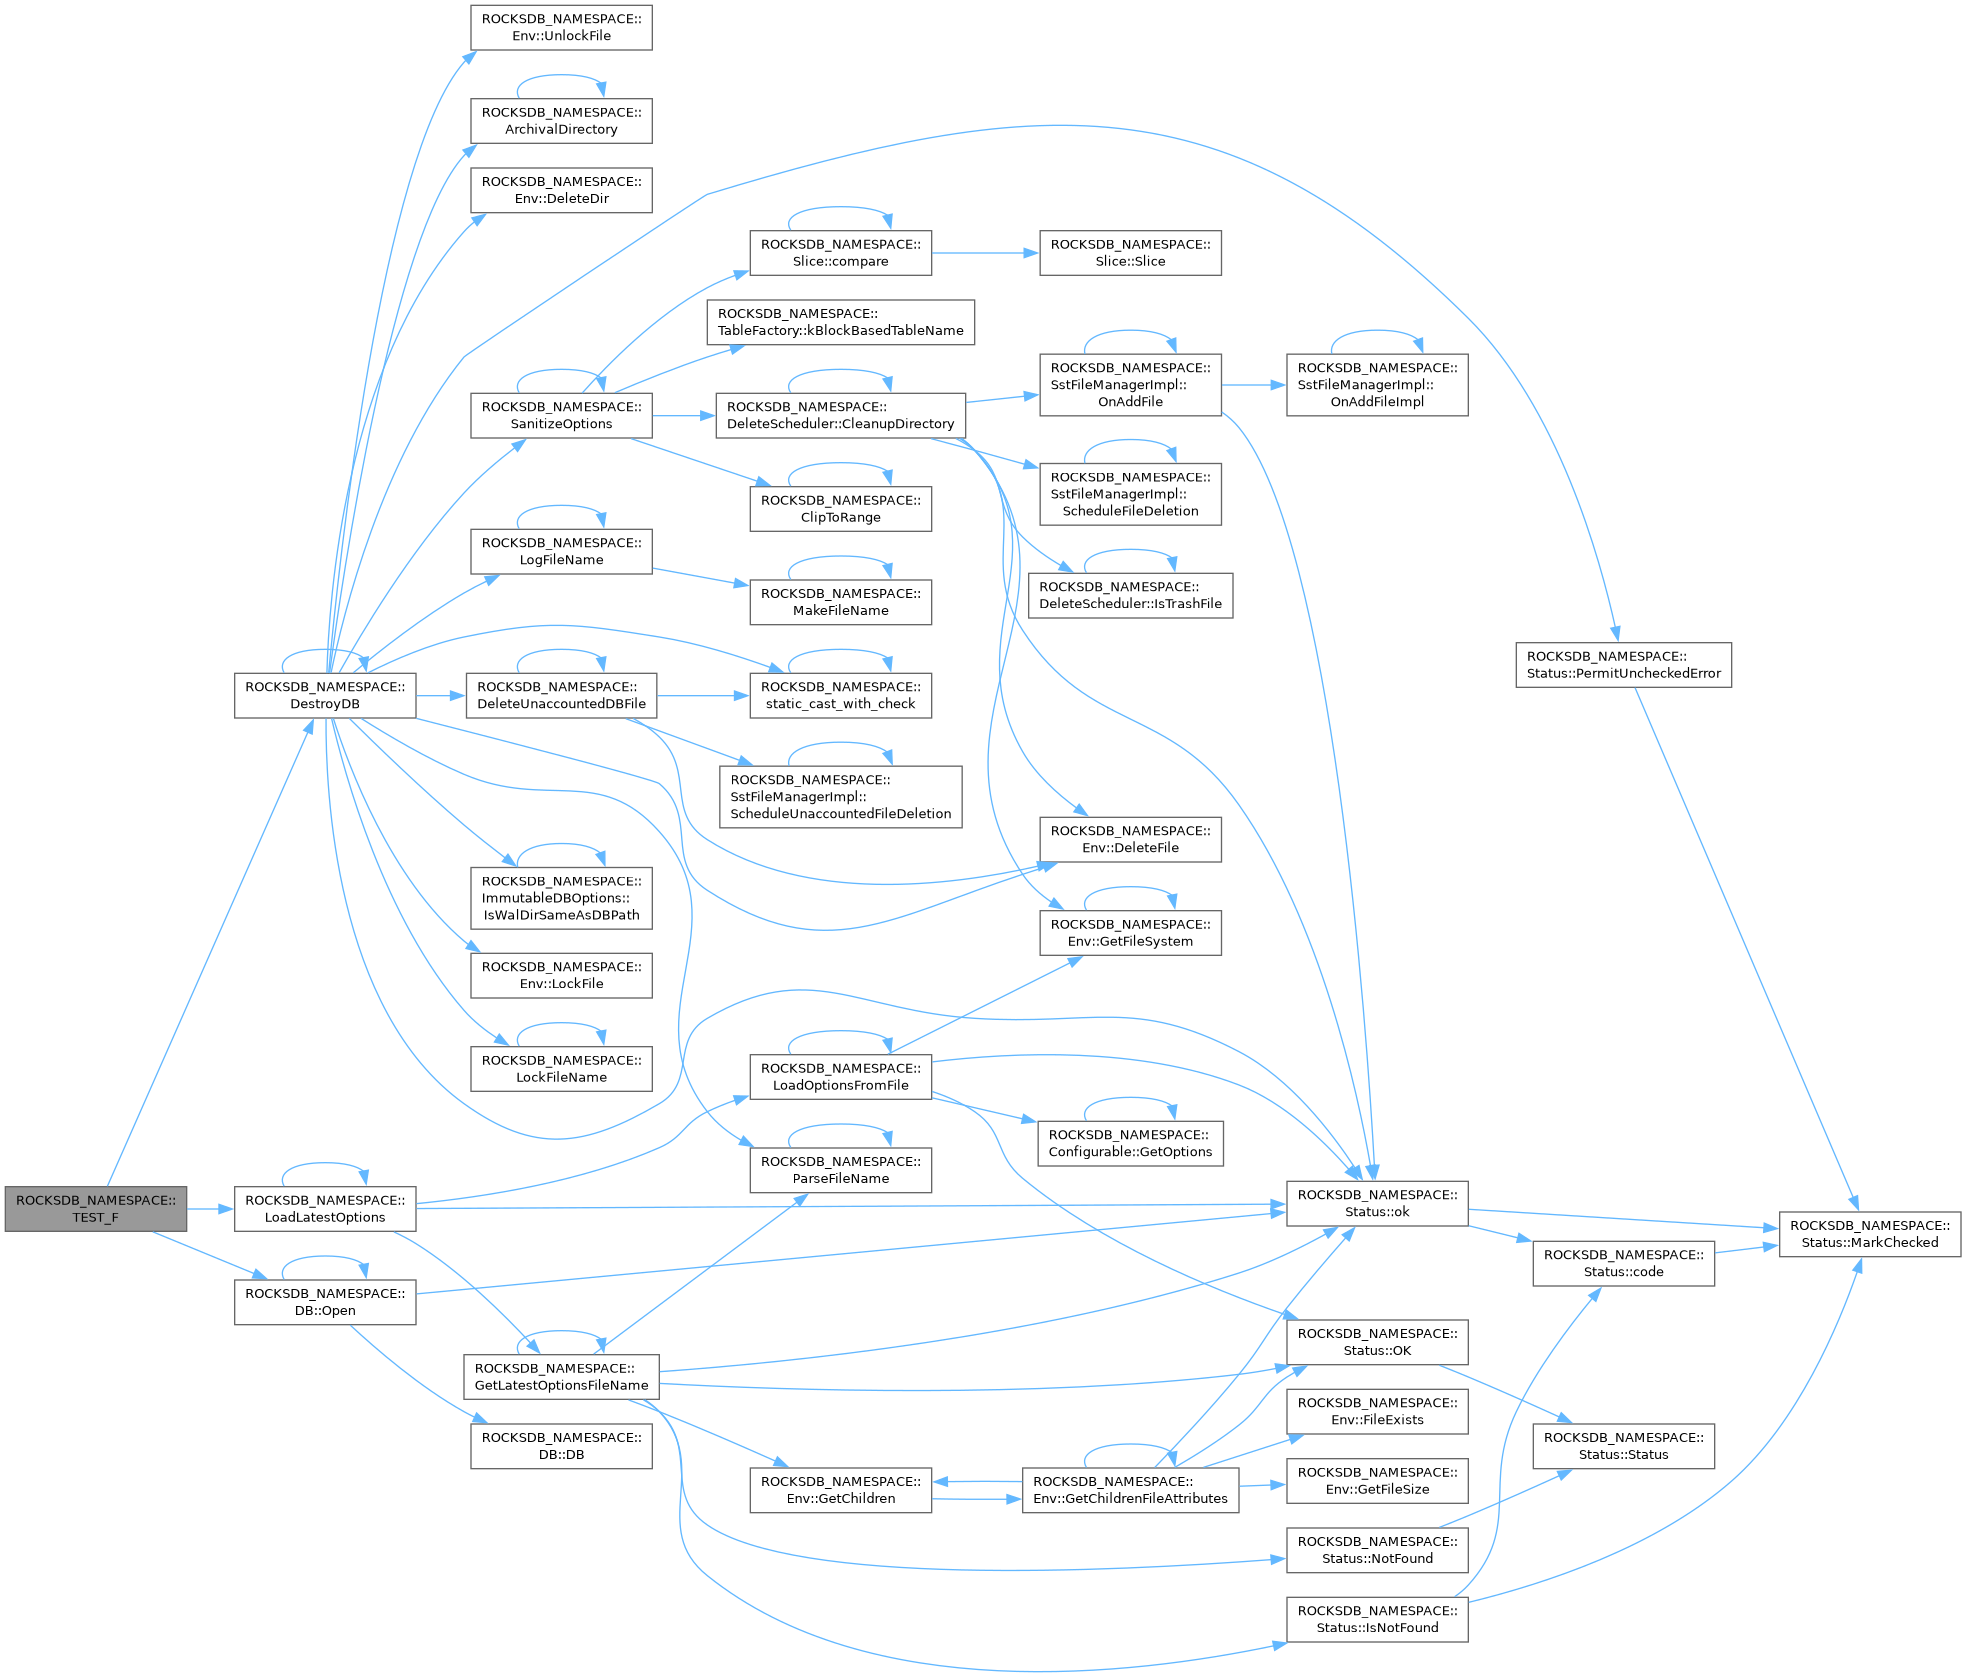 ROCKSDB_NAMESPACE::
Env::UnlockFile
ROCKSDB_NAMESPACE::
ArchivalDirectory
ROCKSDB_NAMESPACE::
Env::DeleteDir
ROCKSDB_NAMESPACE::
Slice::compare
ROCKSDB_NAMESPACE::
Slice::Slice
ROCKSDB_NAMESPACE::
TableFactory::kBlockBasedTableName
ROCKSDB_NAMESPACE::
SstFileManagerImpl::
OnAddFile
ROCKSDB_NAMESPACE::
SstFileManagerImpl::
OnAddFileImpl
ROCKSDB_NAMESPACE::
SanitizeOptions
ROCKSDB_NAMESPACE::
DeleteScheduler::CleanupDirectory
ROCKSDB_NAMESPACE::
SstFileManagerImpl::
ScheduleFileDeletion
ROCKSDB_NAMESPACE::
ClipToRange
ROCKSDB_NAMESPACE::
LogFileName
ROCKSDB_NAMESPACE::
MakeFileName
ROCKSDB_NAMESPACE::
DeleteScheduler::IsTrashFile
ROCKSDB_NAMESPACE::
Status::PermitUncheckedError
ROCKSDB_NAMESPACE::
DestroyDB
ROCKSDB_NAMESPACE::
DeleteUnaccountedDBFile
ROCKSDB_NAMESPACE::
static_cast_with_check
ROCKSDB_NAMESPACE::
SstFileManagerImpl::
ScheduleUnaccountedFileDeletion
ROCKSDB_NAMESPACE::
Env::DeleteFile
ROCKSDB_NAMESPACE::
ImmutableDBOptions::
IsWalDirSameAsDBPath
ROCKSDB_NAMESPACE::
Env::GetFileSystem
ROCKSDB_NAMESPACE::
Env::LockFile
ROCKSDB_NAMESPACE::
LockFileName
ROCKSDB_NAMESPACE::
LoadOptionsFromFile
ROCKSDB_NAMESPACE::
Configurable::GetOptions
ROCKSDB_NAMESPACE::
ParseFileName
ROCKSDB_NAMESPACE::
TEST_F
ROCKSDB_NAMESPACE::
LoadLatestOptions
ROCKSDB_NAMESPACE::
Status::ok
ROCKSDB_NAMESPACE::
Status::MarkChecked
ROCKSDB_NAMESPACE::
Status::code
ROCKSDB_NAMESPACE::
DB::Open
ROCKSDB_NAMESPACE::
Status::OK
ROCKSDB_NAMESPACE::
GetLatestOptionsFileName
ROCKSDB_NAMESPACE::
Env::FileExists
ROCKSDB_NAMESPACE::
DB::DB
ROCKSDB_NAMESPACE::
Status::Status
ROCKSDB_NAMESPACE::
Env::GetChildren
ROCKSDB_NAMESPACE::
Env::GetChildrenFileAttributes
ROCKSDB_NAMESPACE::
Env::GetFileSize
ROCKSDB_NAMESPACE::
Status::NotFound
ROCKSDB_NAMESPACE::
Status::IsNotFound